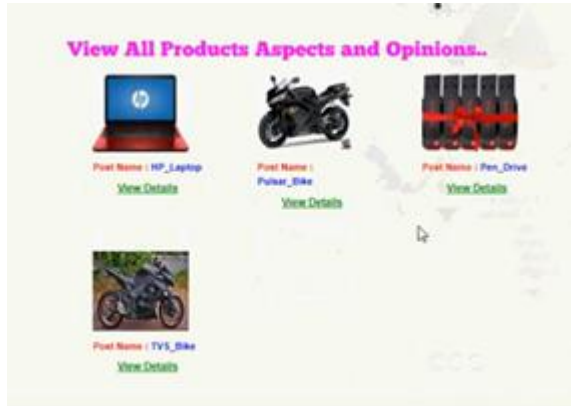 View All Products Aspects and Opinions..
hp
Post Name : HP_Laptop
View Details
Post Name :
Pulsar_Bike
View Details
Post Name : Pen_Drive
View Details
Post Name : TVS_Bike
View Details